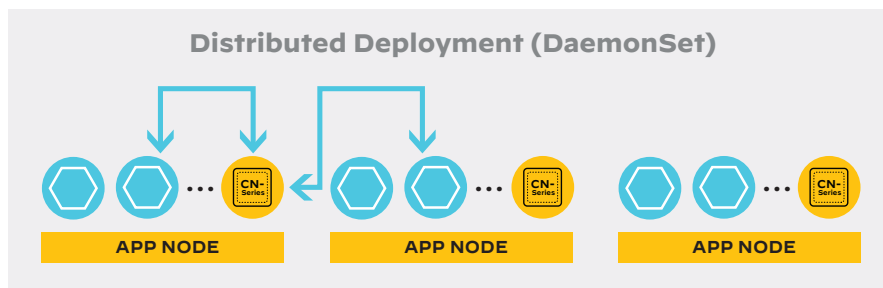 Distributed Deployment (DaemonSet)
... CN-
Series
... CN-
Series
... CN-
Series
APP NODE
APP NODE
APP NODE